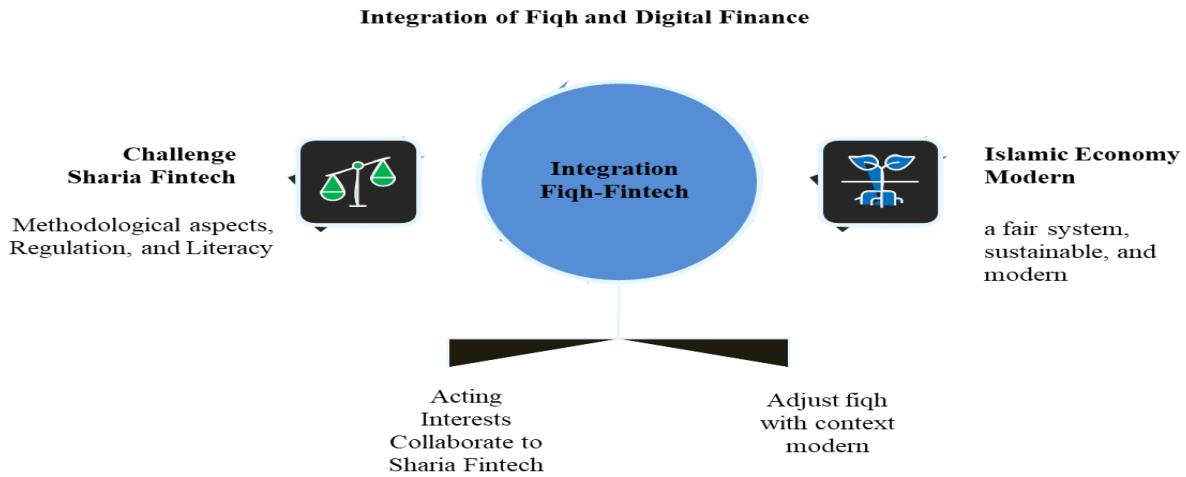 Integration of Fiqh and Digital Finance
Challenge
Sharia Fintech
Methodological aspects,
Regulation, and Literacy
Integration
Fiqh-Fintech
Islamic Economy
Modern
a fair system,
sustainable, and
modern
Acting
Interests
Collaborate to
Sharia Fintech
Adjust fiqh
with context
modern